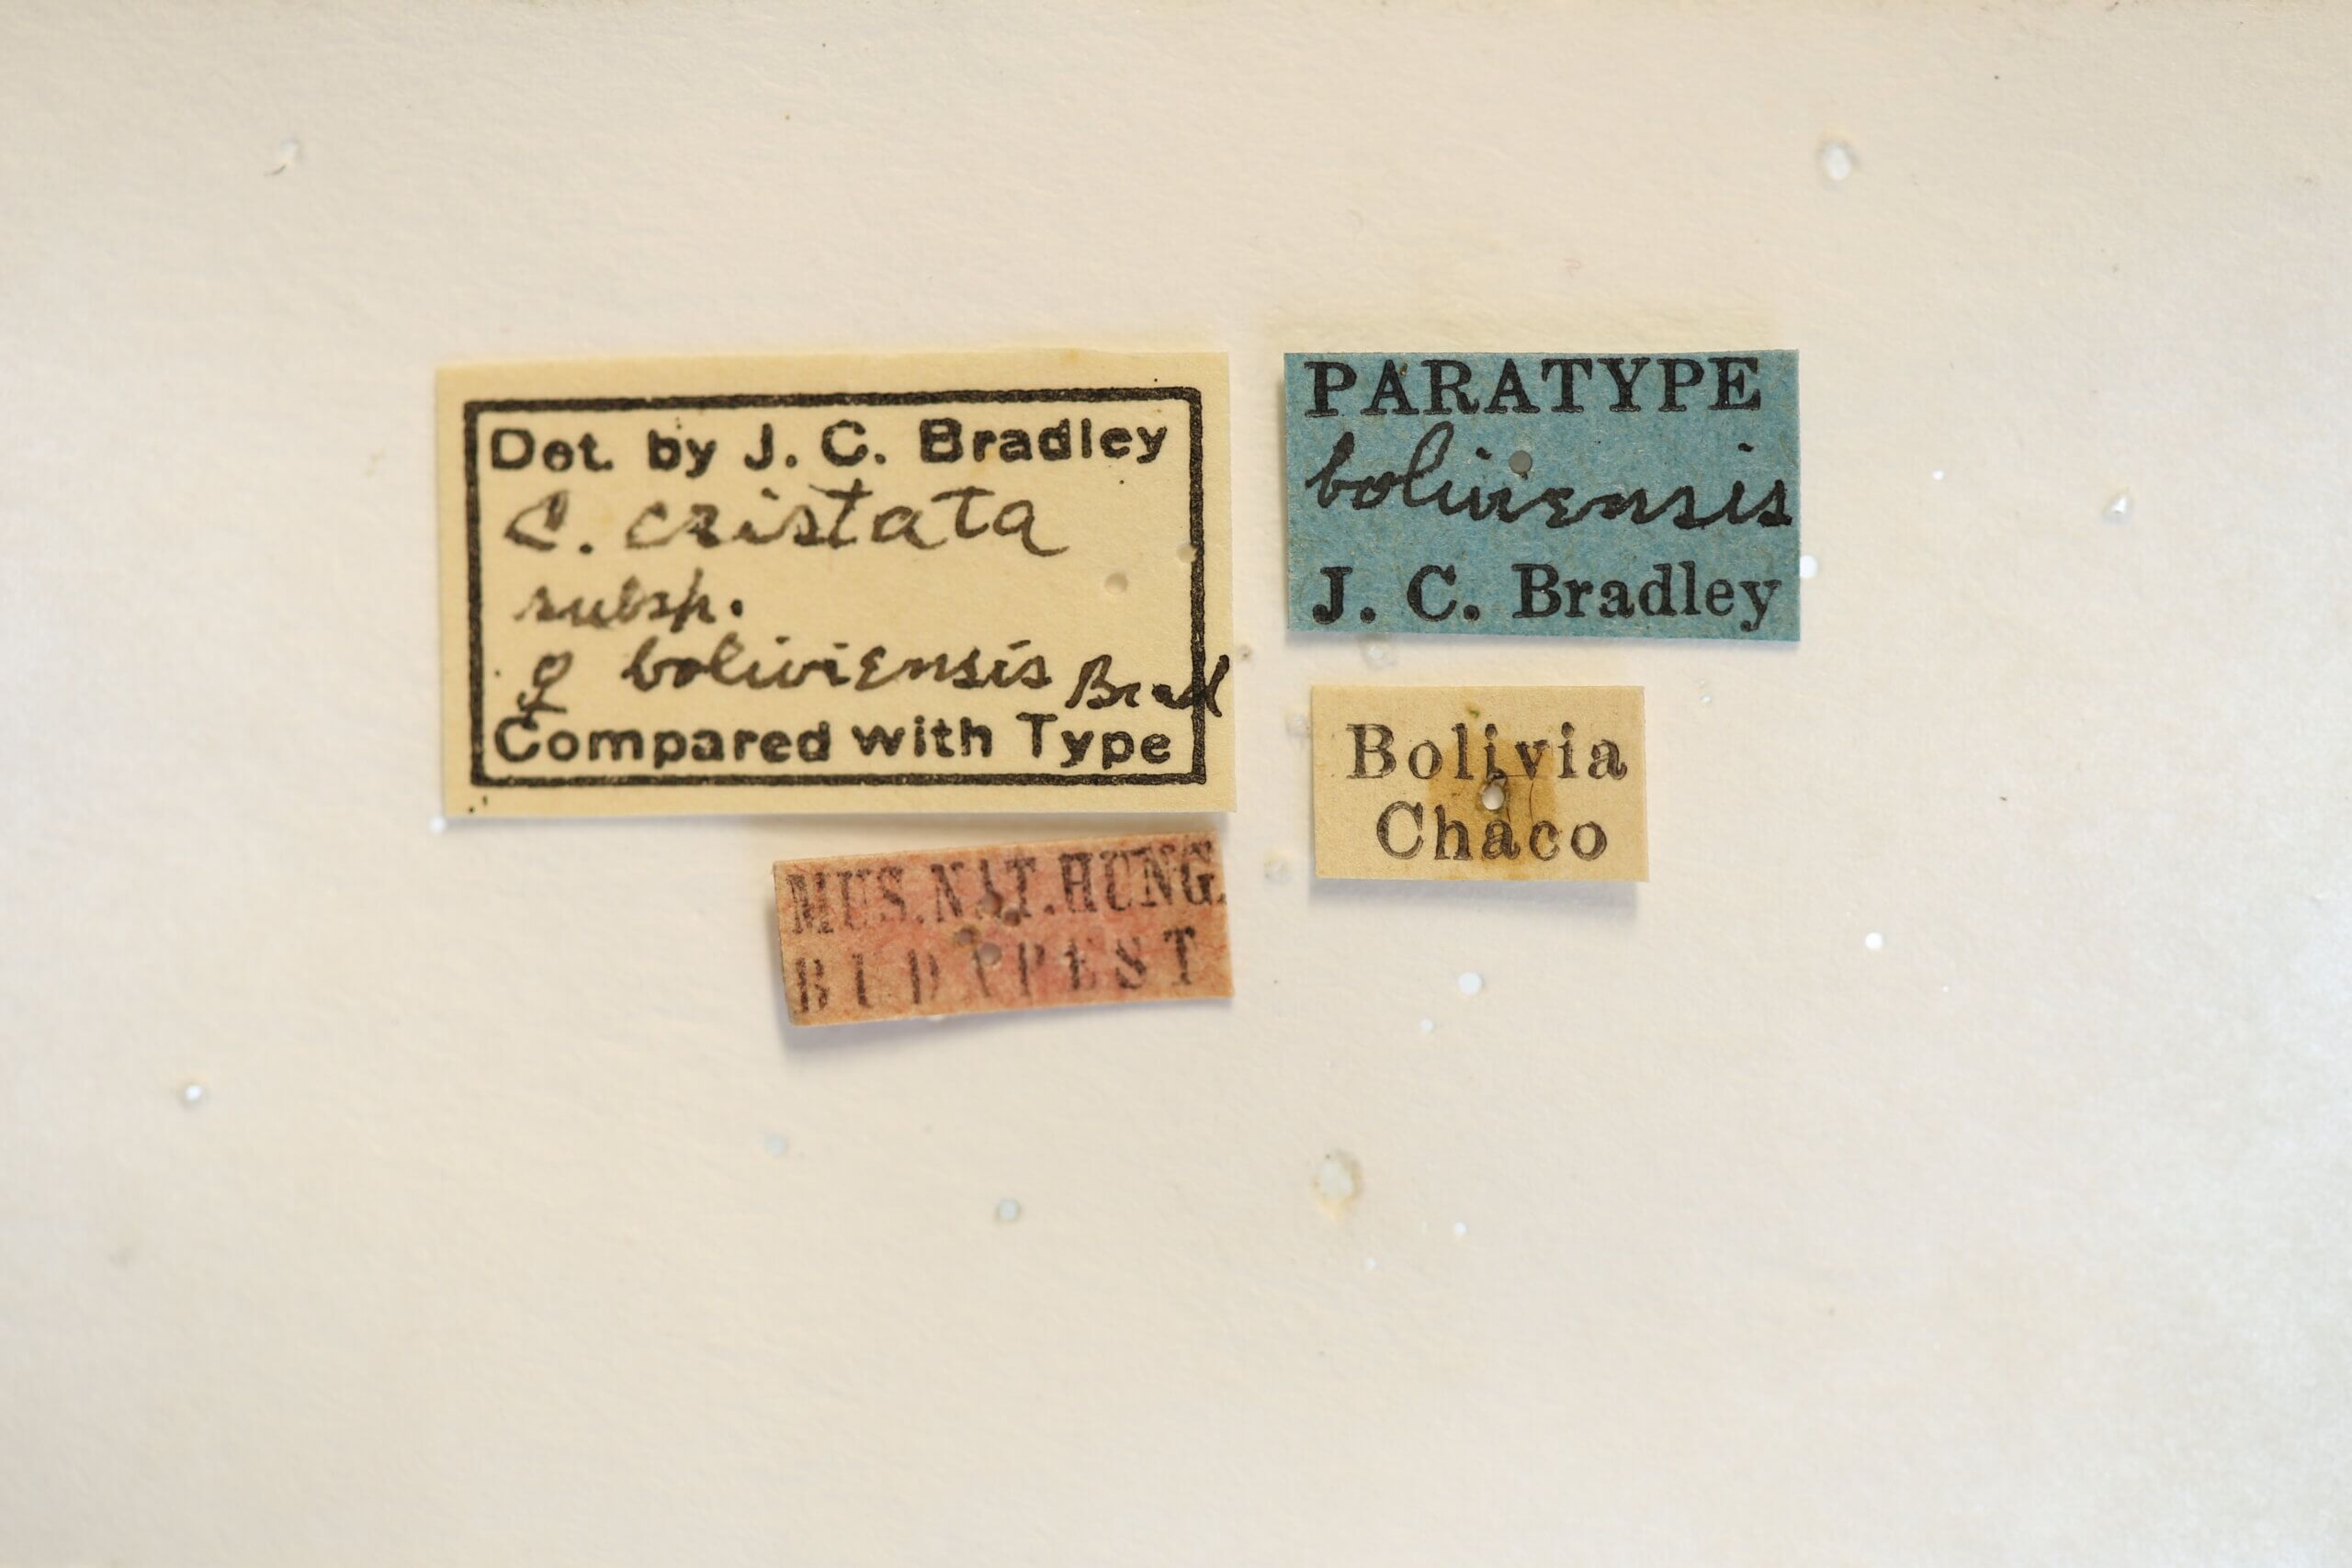 Det. by J. C. Bradley
C. cristata
subsp.
♀ boliviensis Brad
Compared with Type
PARATYPE
boliviensis
J. C. Bradley
Bolivia
Chaco
MUS.NAT.HUNG.
BUDAPEST